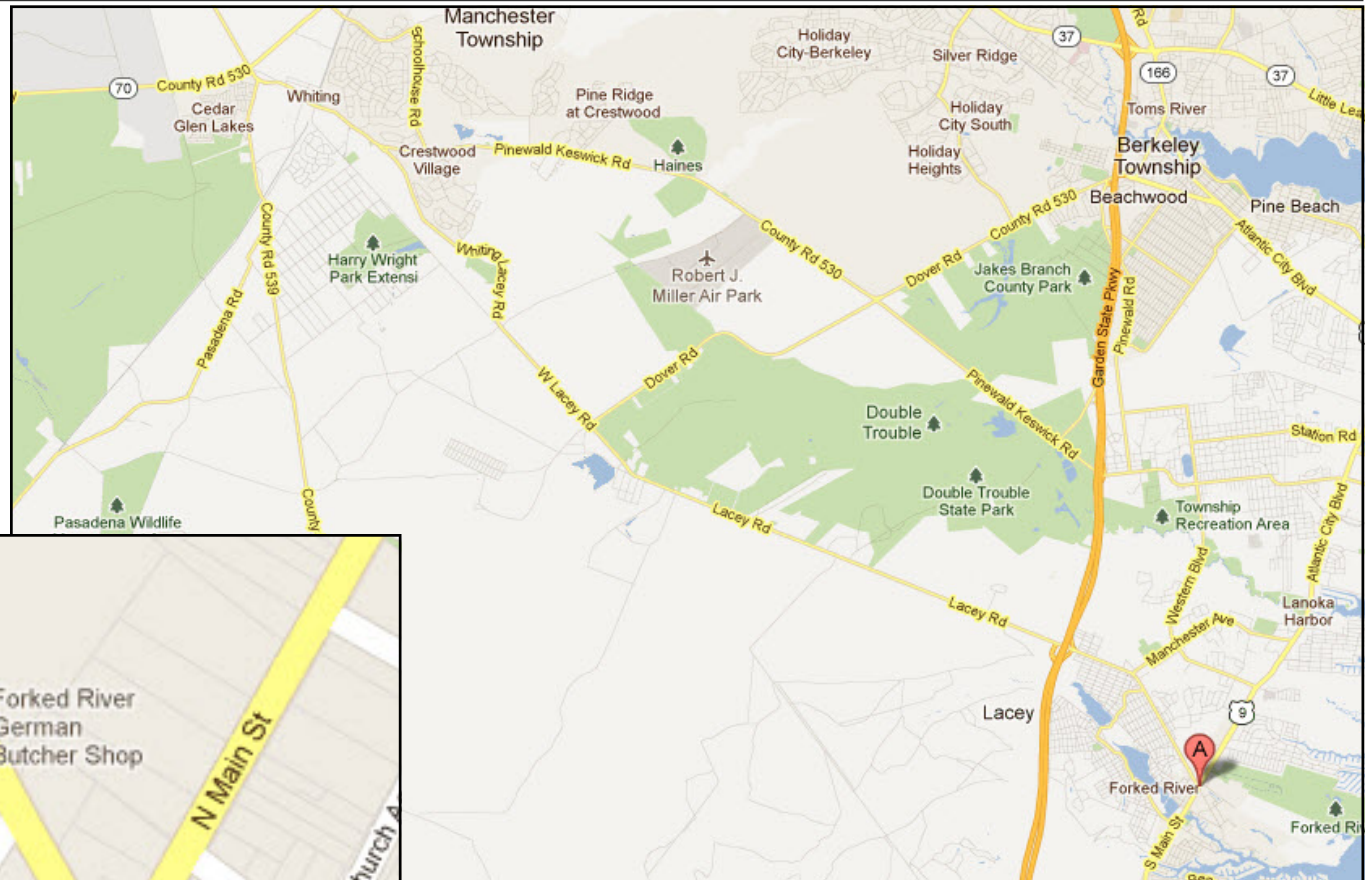 Manchester
Township
Rd
37
Holiday
City-Berkeley
Silver Ridge
166
37
Schoolhouse Rd
70
County Rd 530
Whiting
Cedar
Glen Lakes
Pine Ridge
at Crestwood
Holiday
City South
Toms River
Crestwood
Village
Pinewald Keswick Rd
Haines
Holiday
Heights
Berkeley
Township
Beachwood
Pine Beach
County Rd 539
Harry Wright
Park Extensi
Whiting Lacey Rd
County Rd 530
County Rd 530
Dover Rd
Robert J.
Miller Air Park
Jakes Branch
County Park
Atlantic City Blvd
Pasadena Rd
Garden State Pkwy
Pinewald Rd
W Lacey Rd
Dover Rd
Pinewald Keswick Rd
Double
Trouble
Station Rd
Double Trouble
State Park
Pasadena Wildlife
County
Lacey Rd
Township
Recreation Area
Atlantic City Blvd
Western Blvd
Lacey Rd
Manchester Ave
Lanoka
Harbor
Lacey
9
A
Forked River
S Main St
Forked River
German
Butcher Shop
N Main St